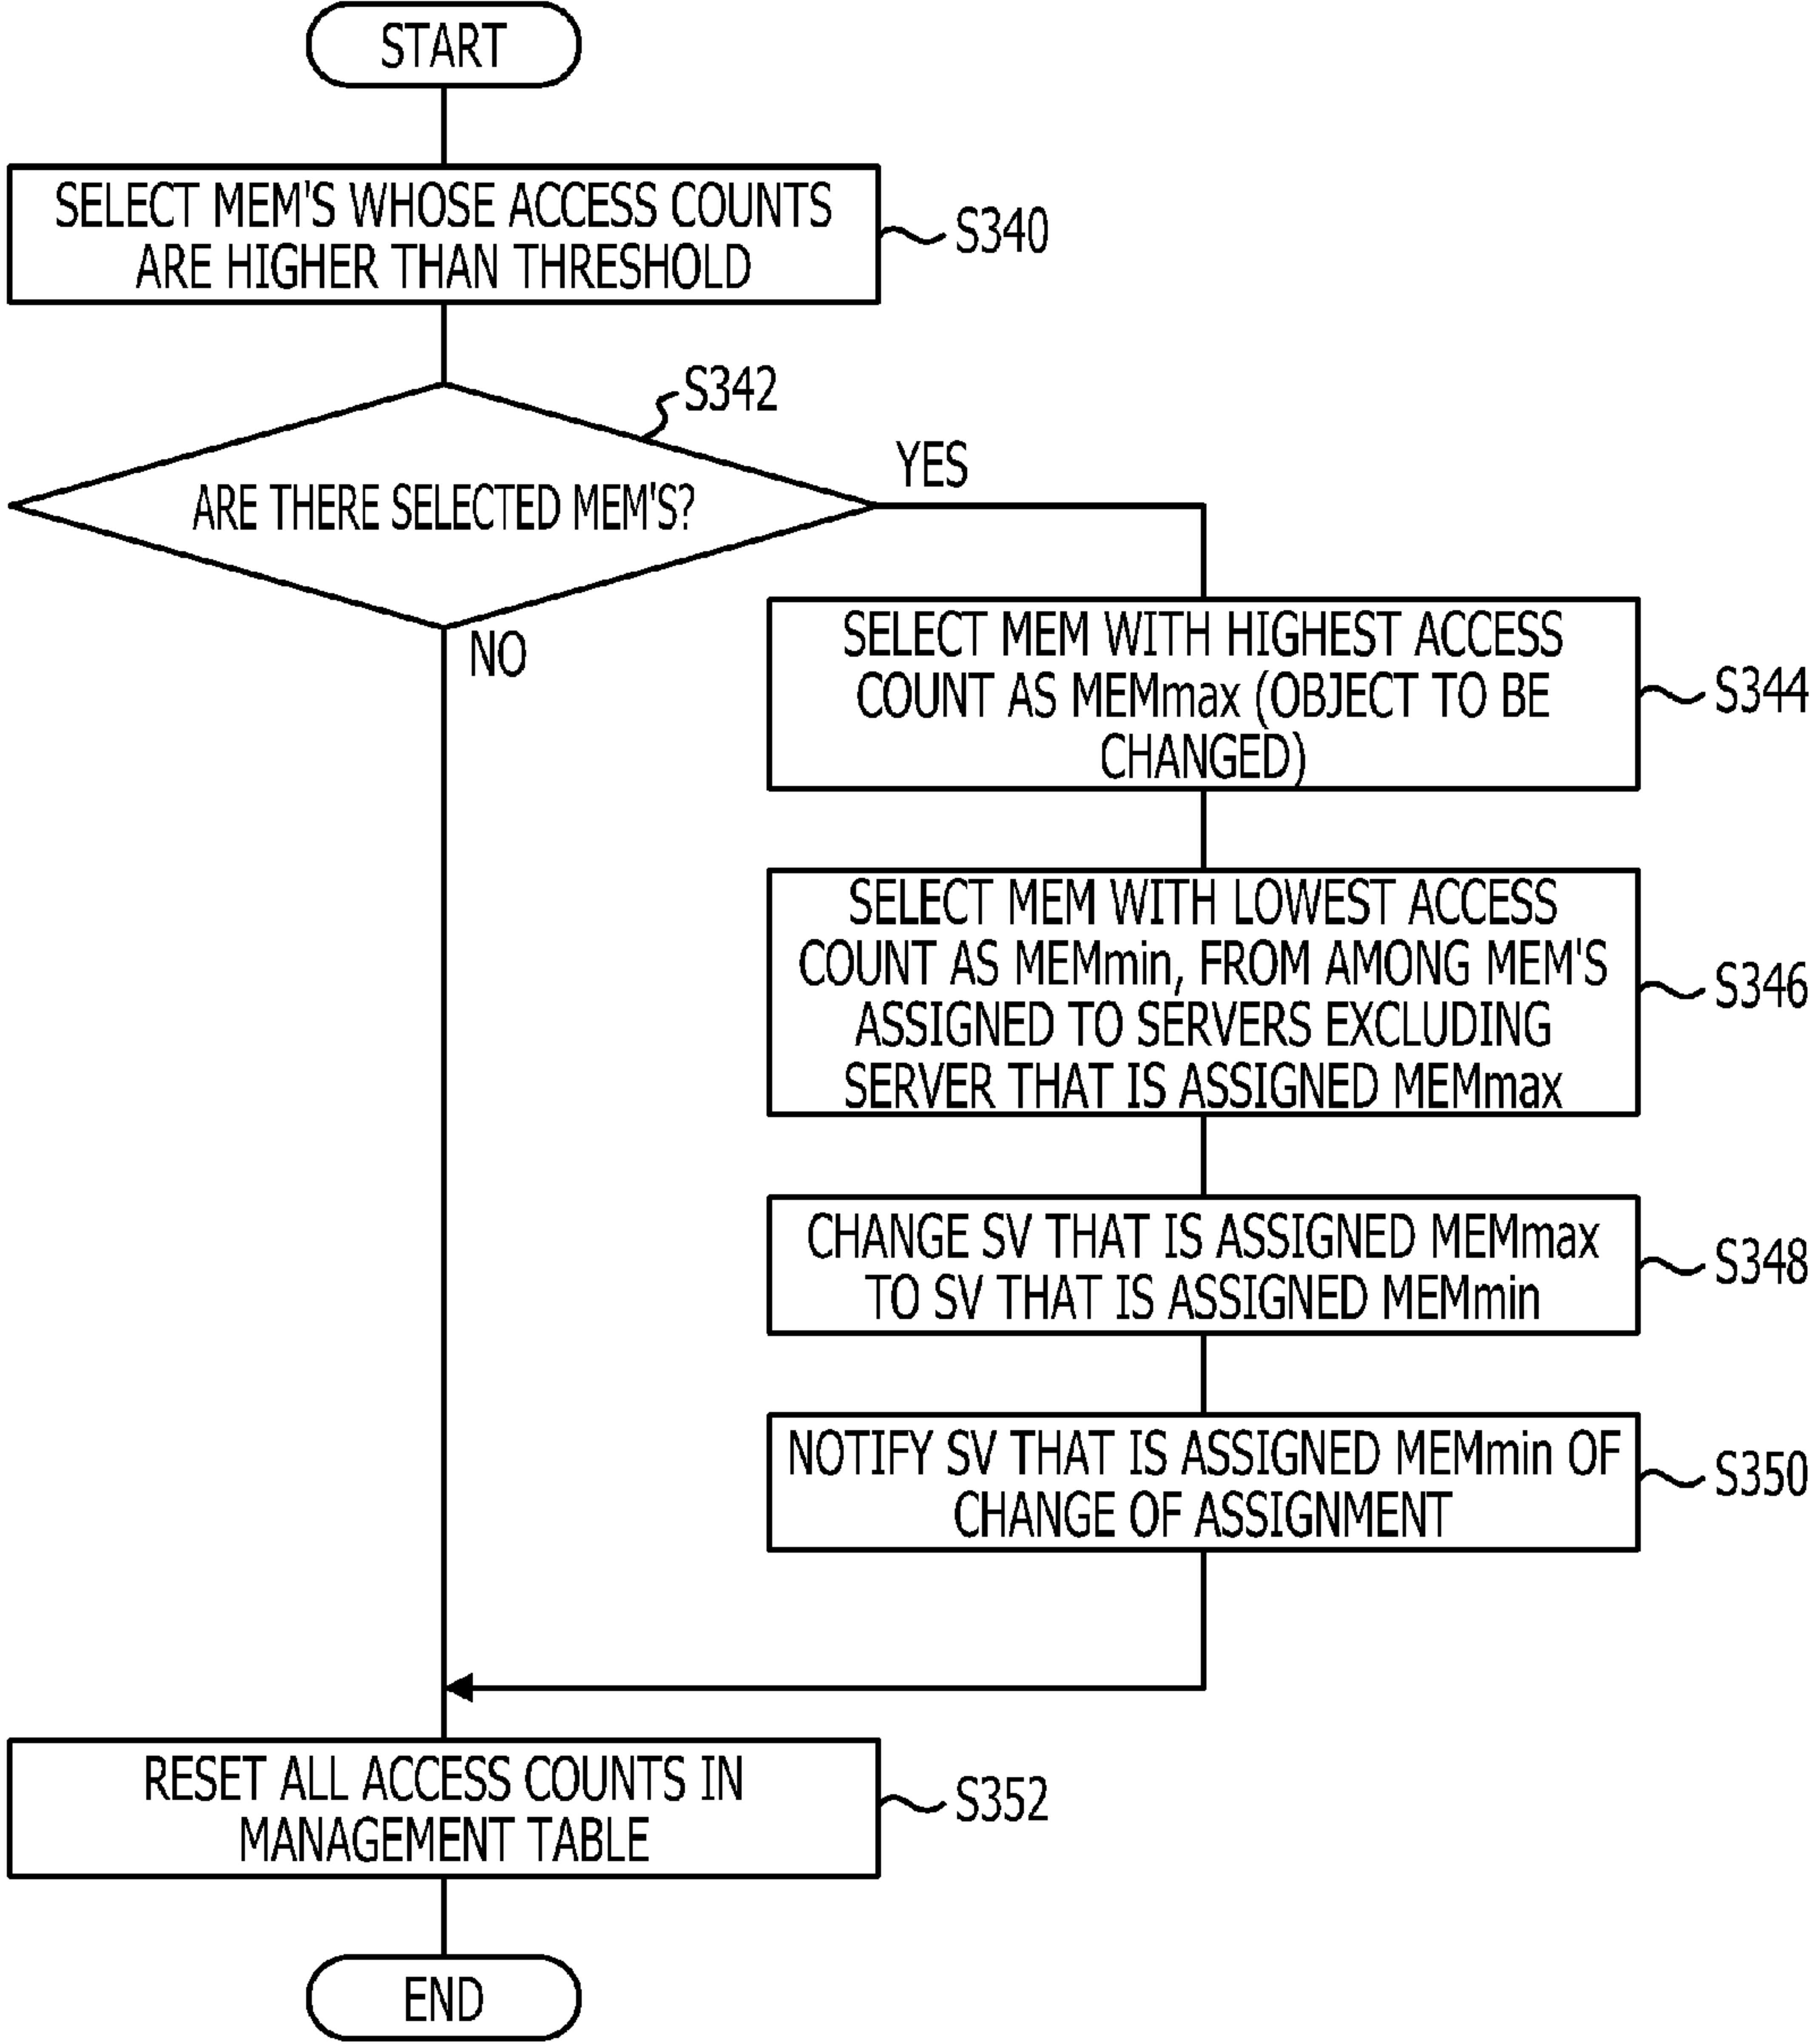 START
SELECT MEM'S WHOSE ACCESS COUNTS
ARE HIGHER THAN THRESHOLD
S340
S342
ARE THERE SELECTED MEM'S?
YES
NO
SELECT MEM WITH HIGHEST ACCESS
COUNT AS MEMmax (OBJECT TO BE
CHANGED)
S344
SELECT MEM WITH LOWEST ACCESS
COUNT AS MEMmin, FROM AMONG MEM'S
ASSIGNED TO SERVERS EXCLUDING
SERVER THAT IS ASSIGNED MEMmax
S346
CHANGE SV THAT IS ASSIGNED MEMmax
TO SV THAT IS ASSIGNED MEMmin
S348
NOTIFY SV THAT IS ASSIGNED MEMmin OF
CHANGE OF ASSIGNMENT
S350
RESET ALL ACCESS COUNTS IN
MANAGEMENT TABLE
S352
END